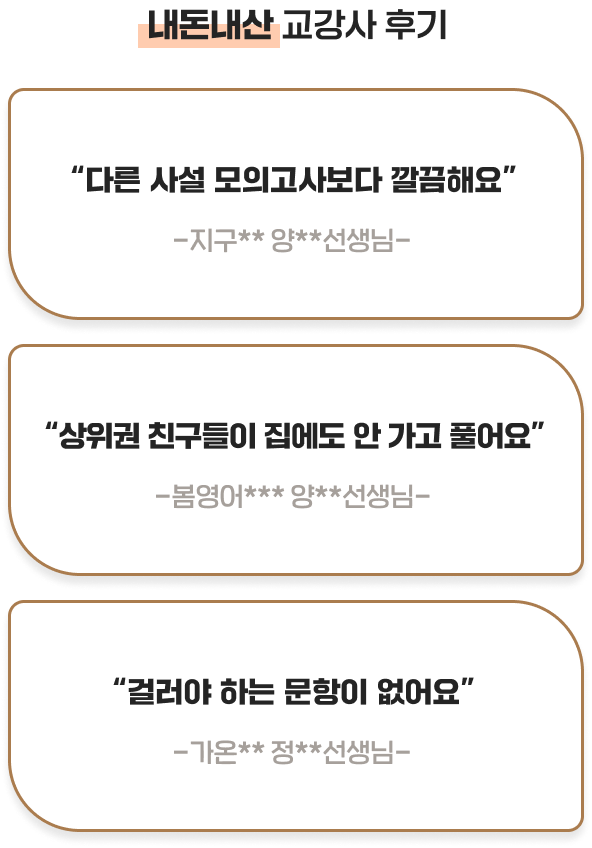 내돈내산 교강사 후기
“다른 사설 모의고사보다 깔끔해요”
-지구** 양**선생님-
“상위권 친구들이 집에도 안 가고 풀어요”
-봄영어*** 양**선생님-
“걸러야 하는 문항이 없어요”
-가온** 정**선생님-